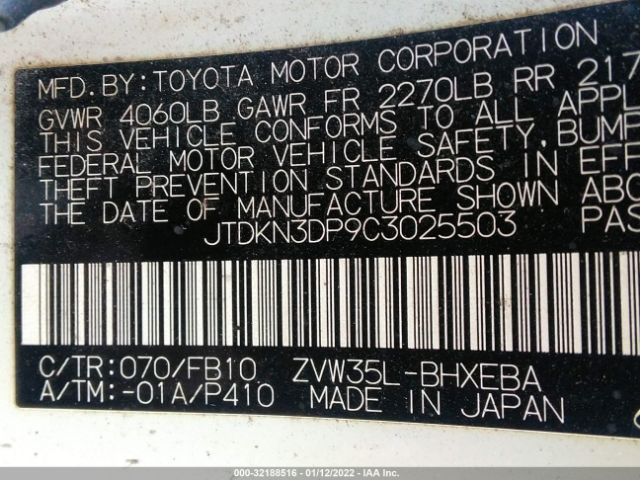 MFD.BY:TOYOTA MOTOR CORPORATION
GVWR 4060LB GAWR FR 2270LB RR 217
THIS VEHICLE CONFORMS TO ALL APPL
FEDERAL MOTOR VEHICLE SAFETY,BUMP
THEFT PREVENTION STANDARDS IN EFF
THE DATE OF MANUFACTURE SHOWN ABO
JTDKN3DP9C3025503 PAS
C/TR:070/FB10 ZVW35L-BHXEBA
A/TM:-01A/P410 MADE IN JAPAN
000-32188516 - 01/12/2022 - IAA Inc.